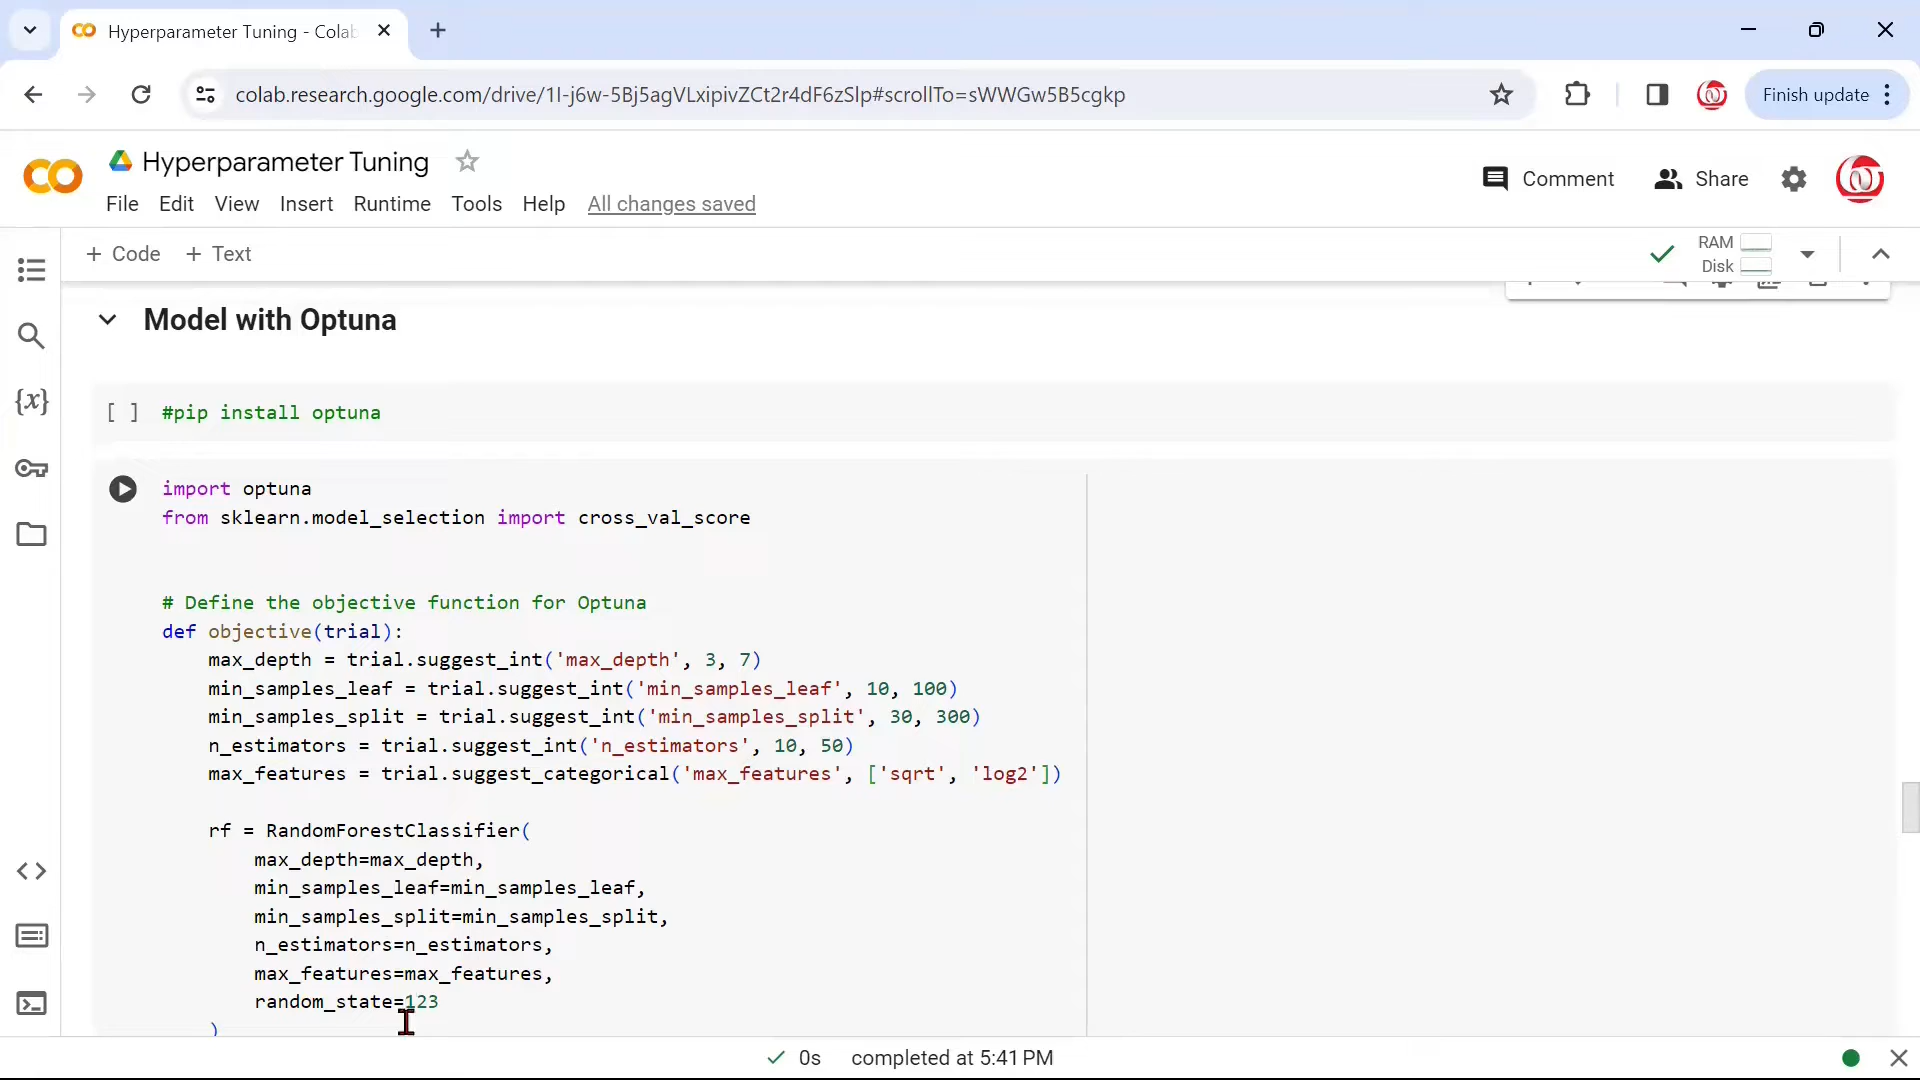 Hyperparameter Tuning - Colab
colab.research.google.com/drive/1I-j6w-5Bj5agVLxipivZCt2r4dF6zSlp#scrollTo=sWWGw5B5cgkp
Finish update
Hyperparameter Tuning
Comment
Share
File Edit View Insert Runtime Tools Help All changes saved
+ Code + Text
RAM
Disk
Model with Optuna
[ ] #pip install optuna
import optuna
from sklearn.model_selection import cross_val_score
# Define the objective function for Optuna
def objective(trial):
max_depth = trial.suggest_int('max_depth', 3, 7)
min_samples_leaf = trial.suggest_int('min_samples_leaf', 10, 100)
min_samples_split = trial.suggest_int('min_samples_split', 30, 300)
n_estimators = trial.suggest_int('n_estimators', 10, 50)
max_features = trial.suggest_categorical('max_features', ['sqrt', 'log2'])
rf = RandomForestClassifier(
max_depth=max_depth,
min_samples_leaf=min_samples_leaf,
min_samples_split=min_samples_split,
n_estimators=n_estimators,
max_features=max_features,
random_state=123
)
0s completed at 5:41 PM